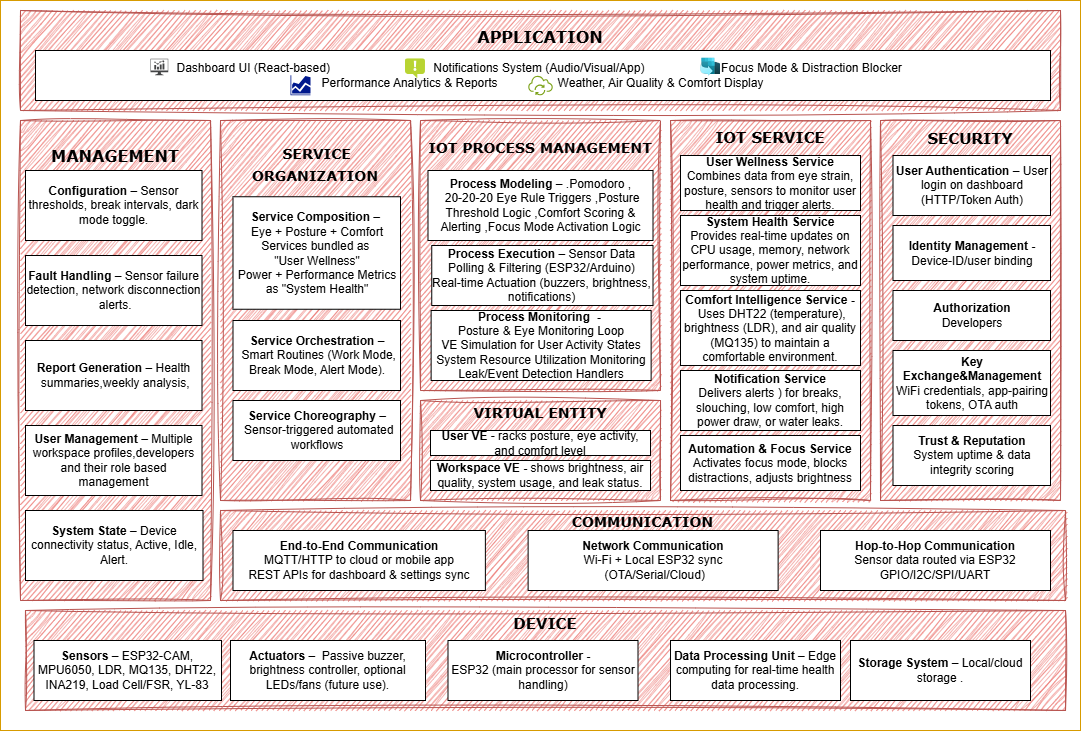 APPLICATION
Dashboard UI (React-based)
Notifications System (Audio/Visual/App)
Focus Mode & Distraction Blocker
Performance Analytics & Reports
Weather, Air Quality & Comfort Display
MANAGEMENT
Configuration – Sensor
thresholds, break intervals, dark
mode toggle.
Fault Handling – Sensor failure
detection, network disconnection
alerts.
Report Generation – Health
summaries,weekly analysis,
User Management – Multiple
workspace profiles,developers
and their role based
management
System State – Device
connectivity status, Active, Idle,
Alert.
SERVICE
ORGANIZATION
Service Composition –
Eye + Posture + Comfort
Services bundled as
"User Wellness"
Power + Performance Metrics
as "System Health"
Service Orchestration –
Smart Routines (Work Mode,
Break Mode, Alert Mode).
Service Choreography –
Sensor-triggered automated
workflows
IOT PROCESS MANAGEMENT
Process Modeling – .Pomodoro ,
20-20-20 Eye Rule Triggers ,Posture
Threshold Logic ,Comfort Scoring &
Alerting ,Focus Mode Activation Logic
Process Execution – Sensor Data
Polling & Filtering (ESP32/Arduino)
Real-time Actuation (buzzers, brightness,
notifications)
Process Monitoring -
Posture & Eye Monitoring Loop
VE Simulation for User Activity States
System Resource Utilization Monitoring
Leak/Event Detection Handlers
VIRTUAL ENTITY
User VE - racks posture, eye activity,
and comfort level
Workspace VE - shows brightness, air
quality, system usage, and leak status.
IOT SERVICE
User Wellness Service
Combines data from eye strain,
posture, sensors to monitor user
health and trigger alerts.
System Health Service
Provides real-time updates on
CPU usage, memory, network
performance, power metrics, and
system uptime.
Comfort Intelligence Service -
Uses DHT22 (temperature),
brightness (LDR), and air quality
(MQ135) to maintain a
comfortable environment.
Notification Service
Delivers alerts ) for breaks,
slouching, low comfort, high
power draw, or water leaks.
Automation & Focus Service
Activates focus mode, blocks
distractions, adjusts brightness
SECURITY
User Authentication – User
login on dashboard
(HTTP/Token Auth)
Identity Management -
Device-ID/user binding
Authorization
Developers
Key
Exchange&Management
WiFi credentials, app-pairing
tokens, OTA auth
Trust & Reputation
System uptime & data
integrity scoring
COMMUNICATION
End-to-End Communication
MQTT/HTTP to cloud or mobile app
REST APIs for dashboard & settings sync
Network Communication
Wi-Fi + Local ESP32 sync
(OTA/Serial/Cloud)
Hop-to-Hop Communication
Sensor data routed via ESP32
GPIO/I2C/SPI/UART
DEVICE
Sensors – ESP32-CAM,
MPU6050, LDR, MQ135, DHT22,
INA219, Load Cell/FSR, YL-83
Actuators – Passive buzzer,
brightness controller, optional
LEDs/fans (future use).
Microcontroller -
ESP32 (main processor for sensor
handling)
Data Processing Unit – Edge
computing for real-time health
data processing.
Storage System – Local/cloud
storage .